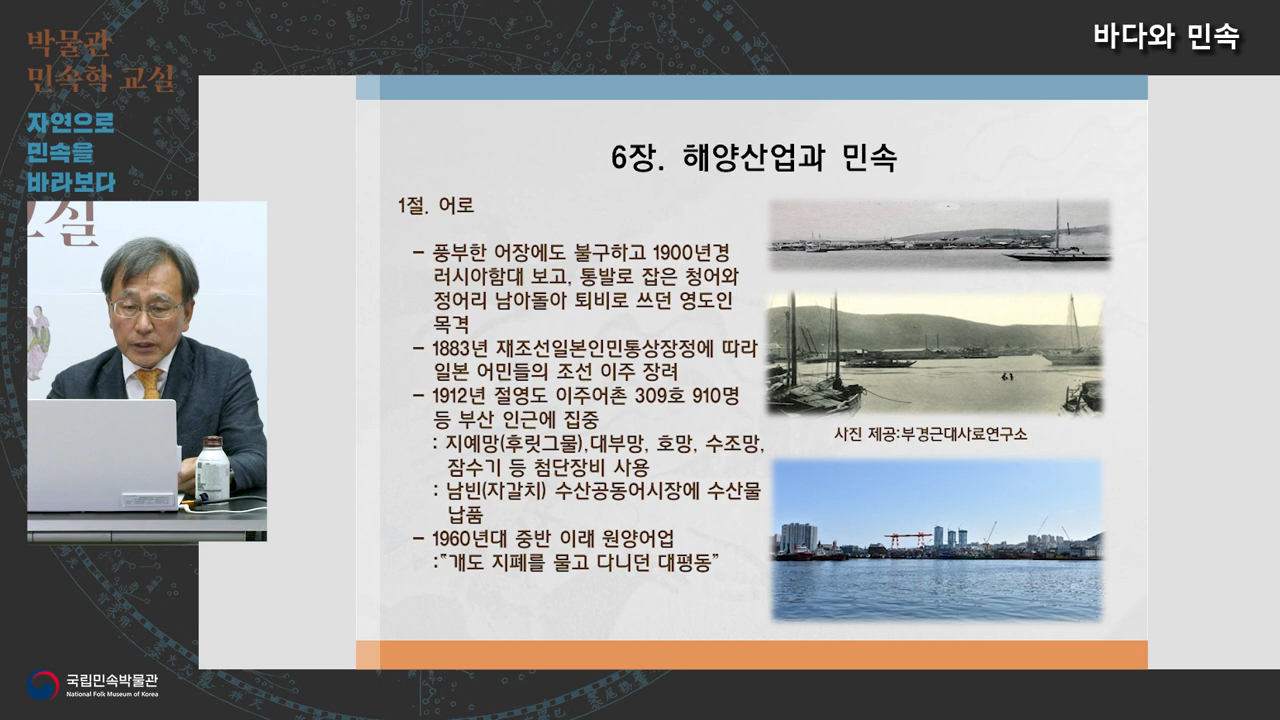 박물관
민속학 교실
자연으로
민속을
바라보다
바다와 민속
6장. 해양산업과 민속
1절. 어로
- 풍부한 어장에도 불구하고 1900년경
러시아함대 보고, 통발로 잡은 청어와
정어리 남아돌아 퇴비로 쓰던 영도인
목격
- 1883년 재조선일본인민통상장정에 따라
일본 어민들의 조선 이주 장려
- 1912년 절영도 이주어촌 309호 910명
등 부산 인근에 집중
: 지예망(후릿그물),대부망, 호망, 수조망,
잠수기 등 첨단장비 사용
: 남빈(자갈치) 수산공동어시장에 수산물
납품
- 1960년대 중반 이래 원양어업
:“개도 지폐를 물고 다니던 대평동”
사진 제공:부경근대사료연구소
국립민속박물관
National Folk Museum of Korea